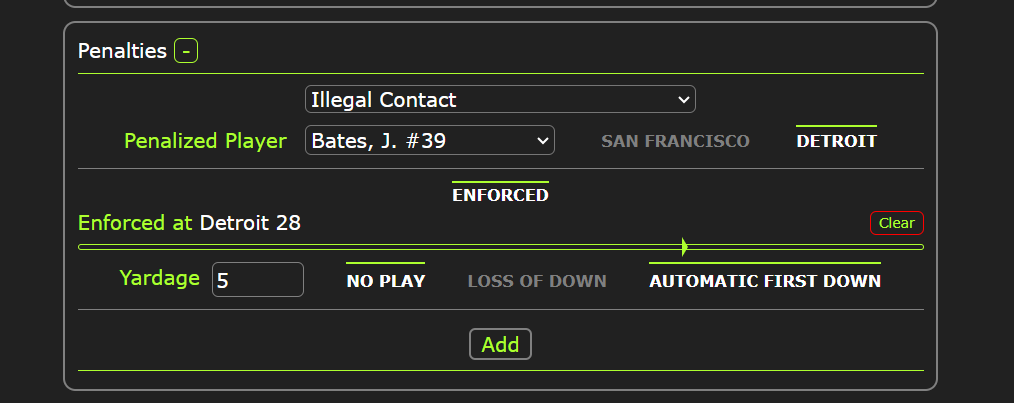 Penalties -
Illegal Contact
Penalized Player Bates, J. #39 SAN FRANCISCO DETROIT
ENFORCED
Enforced at Detroit 28 Clear
Yardage 5 NO PLAY LOSS OF DOWN AUTOMATIC FIRST DOWN
Add